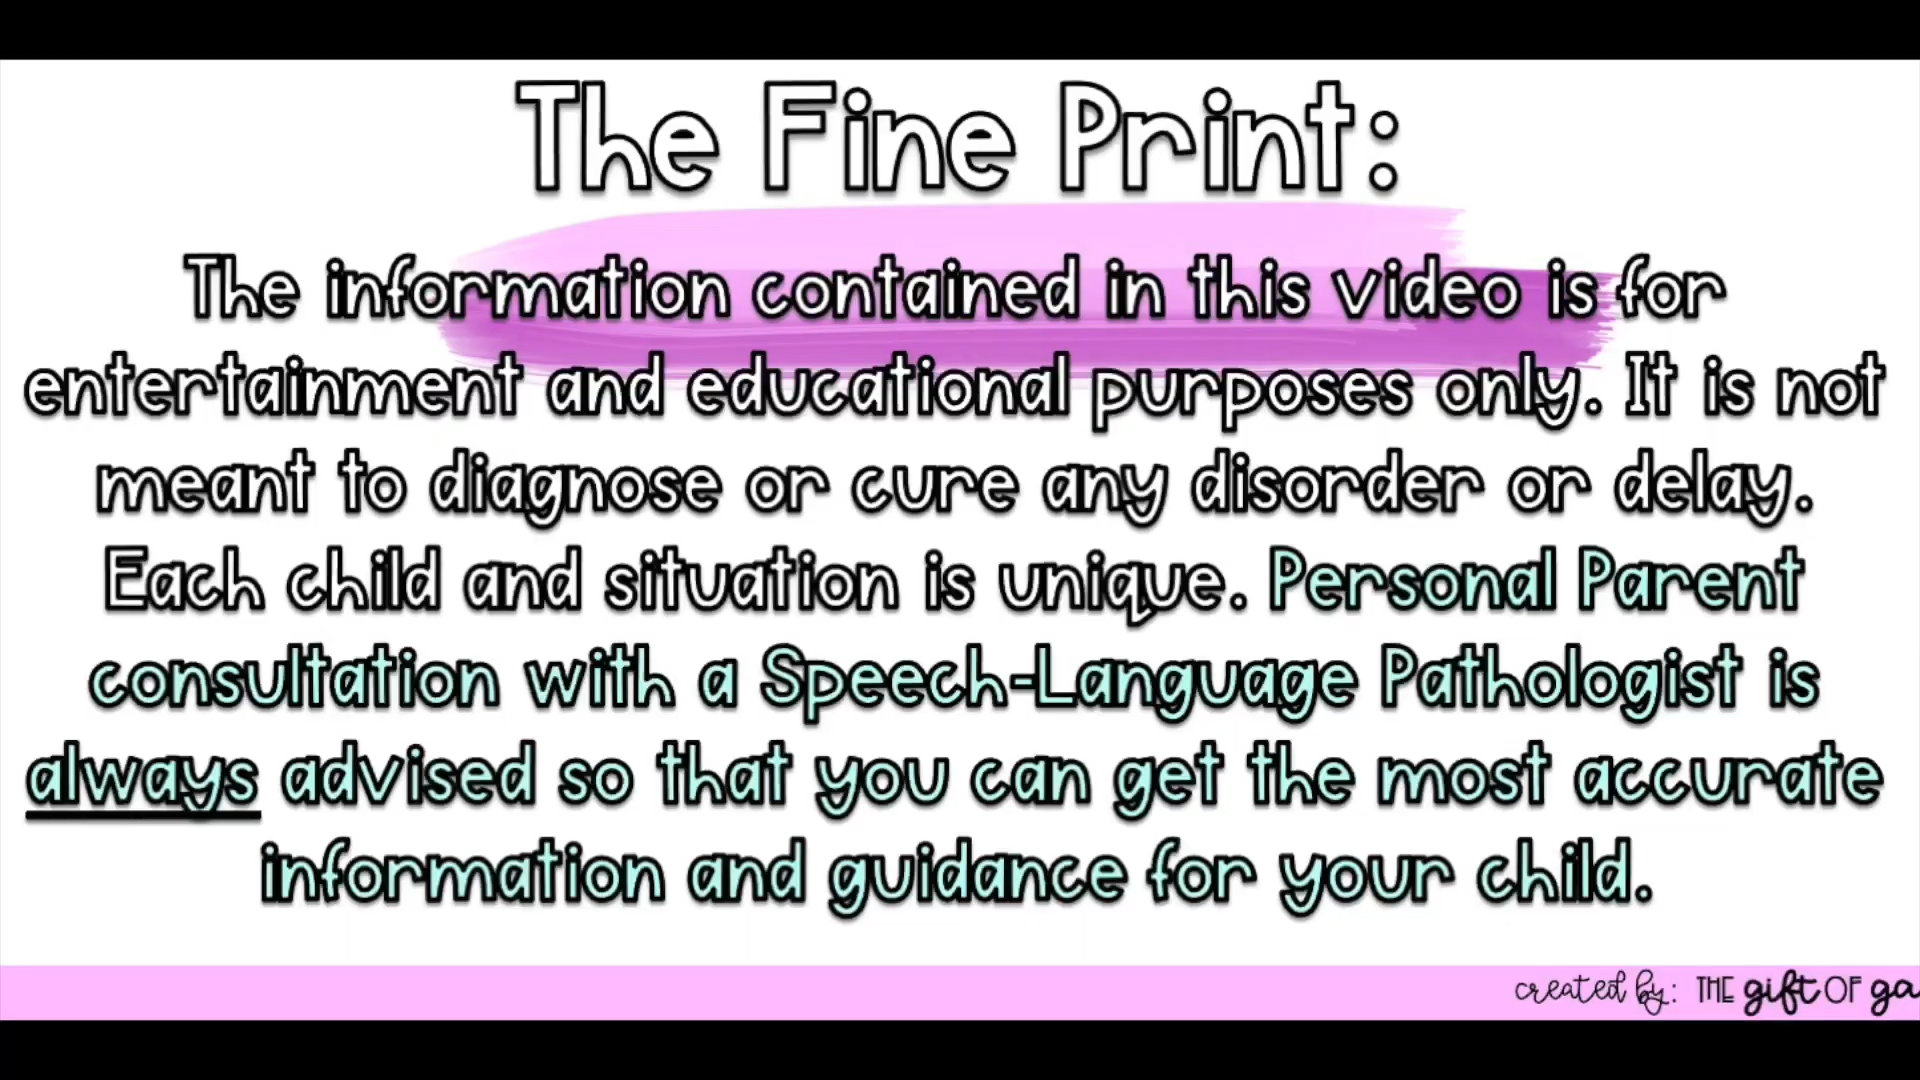 The Fine Print:
The information contained in this video is for
entertainment and educational purposes only. It is not
meant to diagnose or cure any disorder or delay.
Each child and situation is unique. Personal Parent
consultation with a Speech-Language Pathologist is
always advised so that you can get the most accurate
information and guidance for your child.
created by: THE gift OF